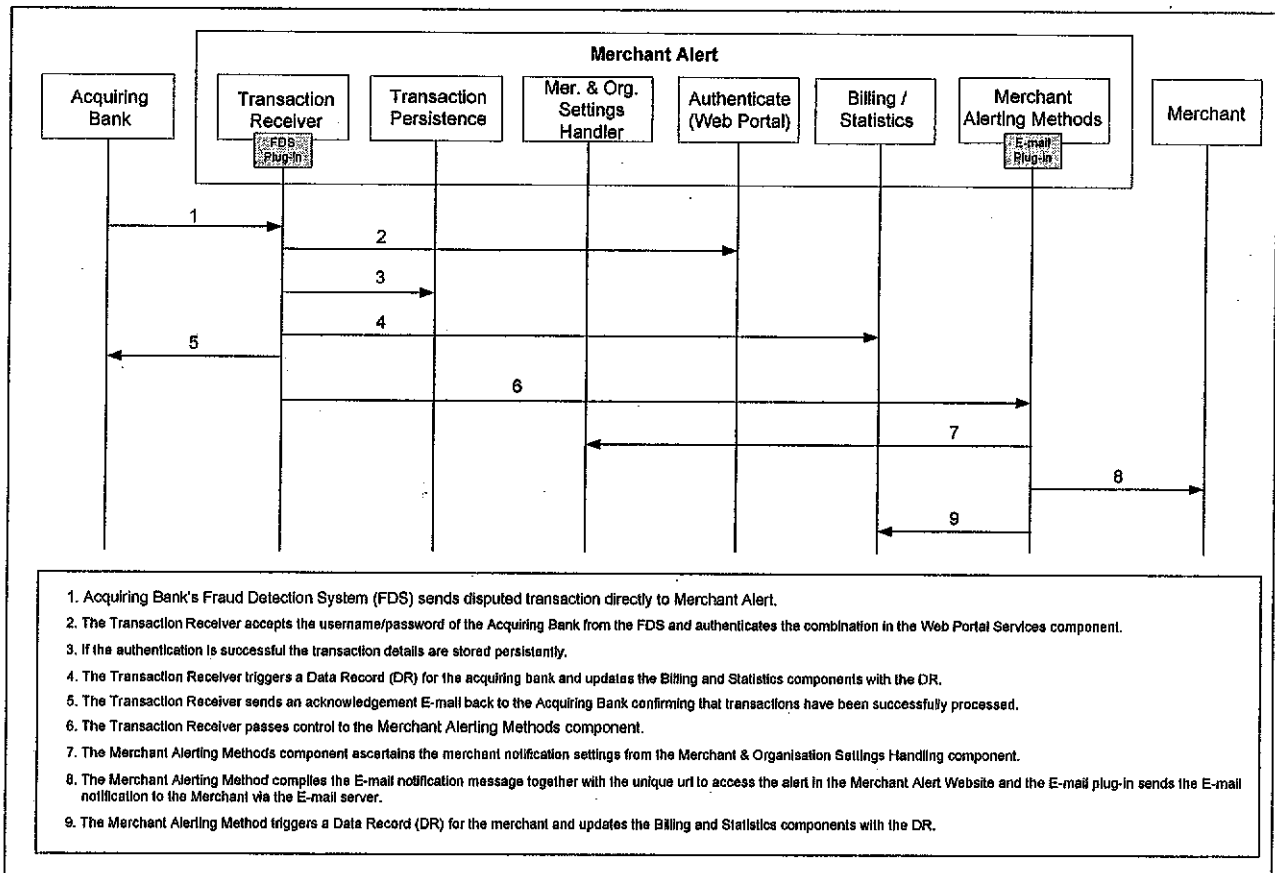 Merchant Alert
Acquiring
Bank
Transaction
Receiver
FDS
Plug-In
Transaction
Persistence
Mer. & Org.
Settings
Handler
Authenticate
(Web Portal)
Billing /
Statistics
Merchant
Alerting Methods
E-mail
Plug-in
Merchant
1
2
3
4
5
6
7
8
9
1. Acquiring Bank's Fraud Detection System (FDS) sends disputed transaction directly to Merchant Alert.
2. The Transaction Receiver accepts the username/password of the Acquiring Bank from the FDS and authenticates the combination in the Web Portal Services component.
3. If the authentication is successful the transaction details are stored persistently.
4. The Transaction Receiver triggers a Data Record (DR) for the acquiring bank and updates the Billing and Statistics components with the DR.
5. The Transaction Receiver sends an acknowledgement E-mail back to the Acquiring Bank confirming that transactions have been successfully processed.
6. The Transaction Receiver passes control to the Merchant Alerting Methods component.
7. The Merchant Alerting Methods component ascertains the merchant notification settings from the Merchant & Organisation Settings Handling component.
8. The Merchant Alerting Method compiles the E-mail notification message together with the unique url to access the alert in the Merchant Alert Website and the E-mail plug-in sends the E-mail
notification to the Merchant via the E-mail server.
9. The Merchant Alerting Method triggers a Data Record (DR) for the merchant and updates the Billing and Statistics components with the DR.